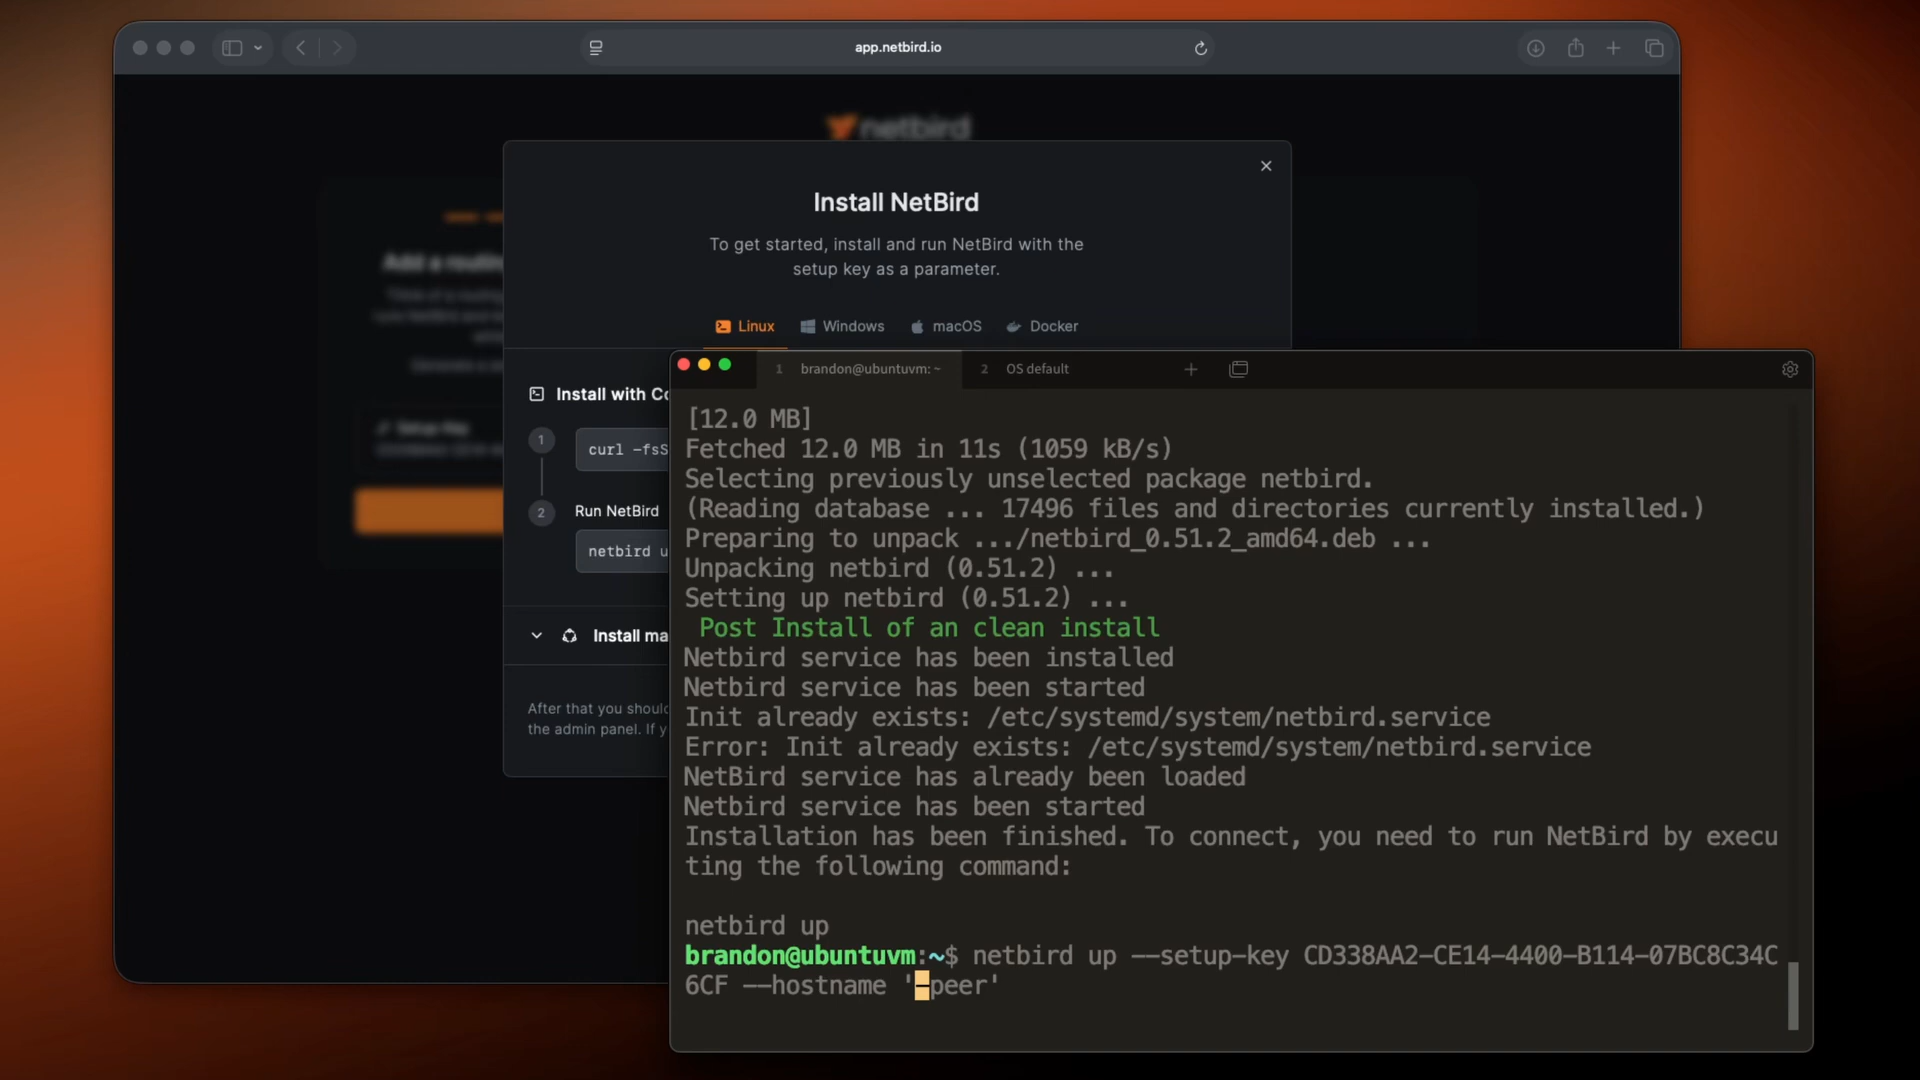 app.netbird.io
netbird
Install NetBird
To get started, install and run NetBird with the
setup key as a parameter.
Linux Windows macOS Docker
Add a routin
Setup Key
Install with Co
1
curl -fsS
2
Run NetBird
netbird u
Install ma
After that you shoul
the admin panel. If y
1 brandon@ubuntuvm: ~ 2 OS default
[12.0 MB]
Fetched 12.0 MB in 11s (1059 kB/s)
Selecting previously unselected package netbird.
(Reading database ... 17496 files and directories currently installed.)
Preparing to unpack .../netbird_0.51.2_amd64.deb ...
Unpacking netbird (0.51.2) ...
Setting up netbird (0.51.2) ...
Post Install of an clean install
Netbird service has been installed
Netbird service has been started
Init already exists: /etc/systemd/system/netbird.service
Error: Init already exists: /etc/systemd/system/netbird.service
NetBird service has already been loaded
Netbird service has been started
Installation has been finished. To connect, you need to run NetBird by execu
ting the following command:
netbird up
brandon@ubuntuvm:~$ netbird up --setup-key CD338AA2-CE14-4400-B114-07BC8C34C
6CF --hostname '-peer'